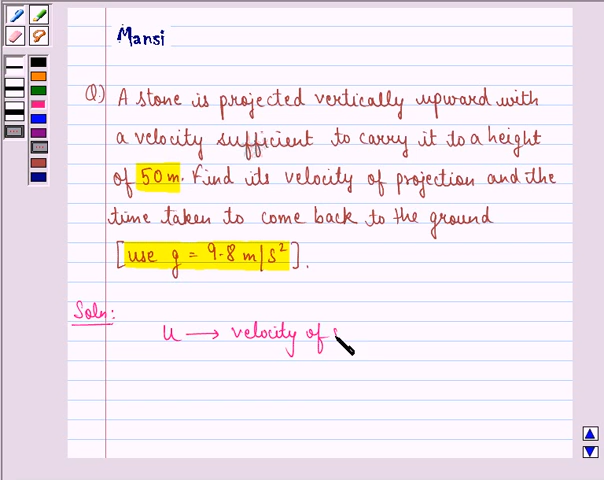 Mansi
Q.) A stone is projected vertically upward with
a velocity sufficient to carry it to a height
of 50 m. Find its velocity of projection and the
time taken to come back to the ground
[use g = 9.8 m/s²].
Soln:
u → velocity of